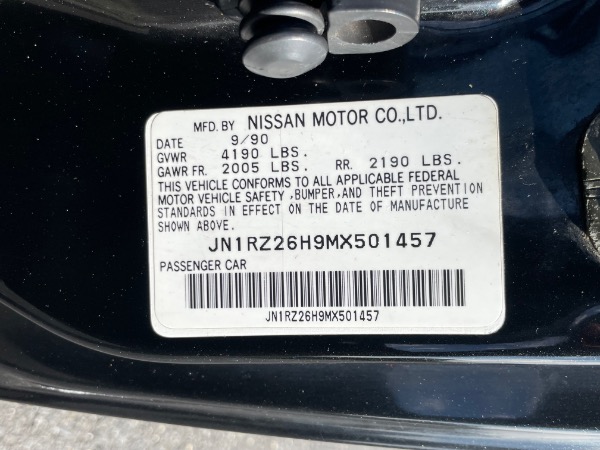 MFD. BY NISSAN MOTOR CO.,LTD.
DATE 9/90
GVWR 4190 LBS.
GAWR FR. 2005 LBS. RR. 2190 LBS.
THIS VEHICLE CONFORMS TO ALL APPLICABLE FEDERAL
MOTOR VEHICLE SAFETY ,BUMPER,AND THEFT PREVENTION
STANDARDS IN EFFECT ON THE DATE OF MANUFACTURE
SHOWN ABOVE.
JN1RZ26H9MX501457
PASSENGER CAR
JN1RZ26H9MX501457